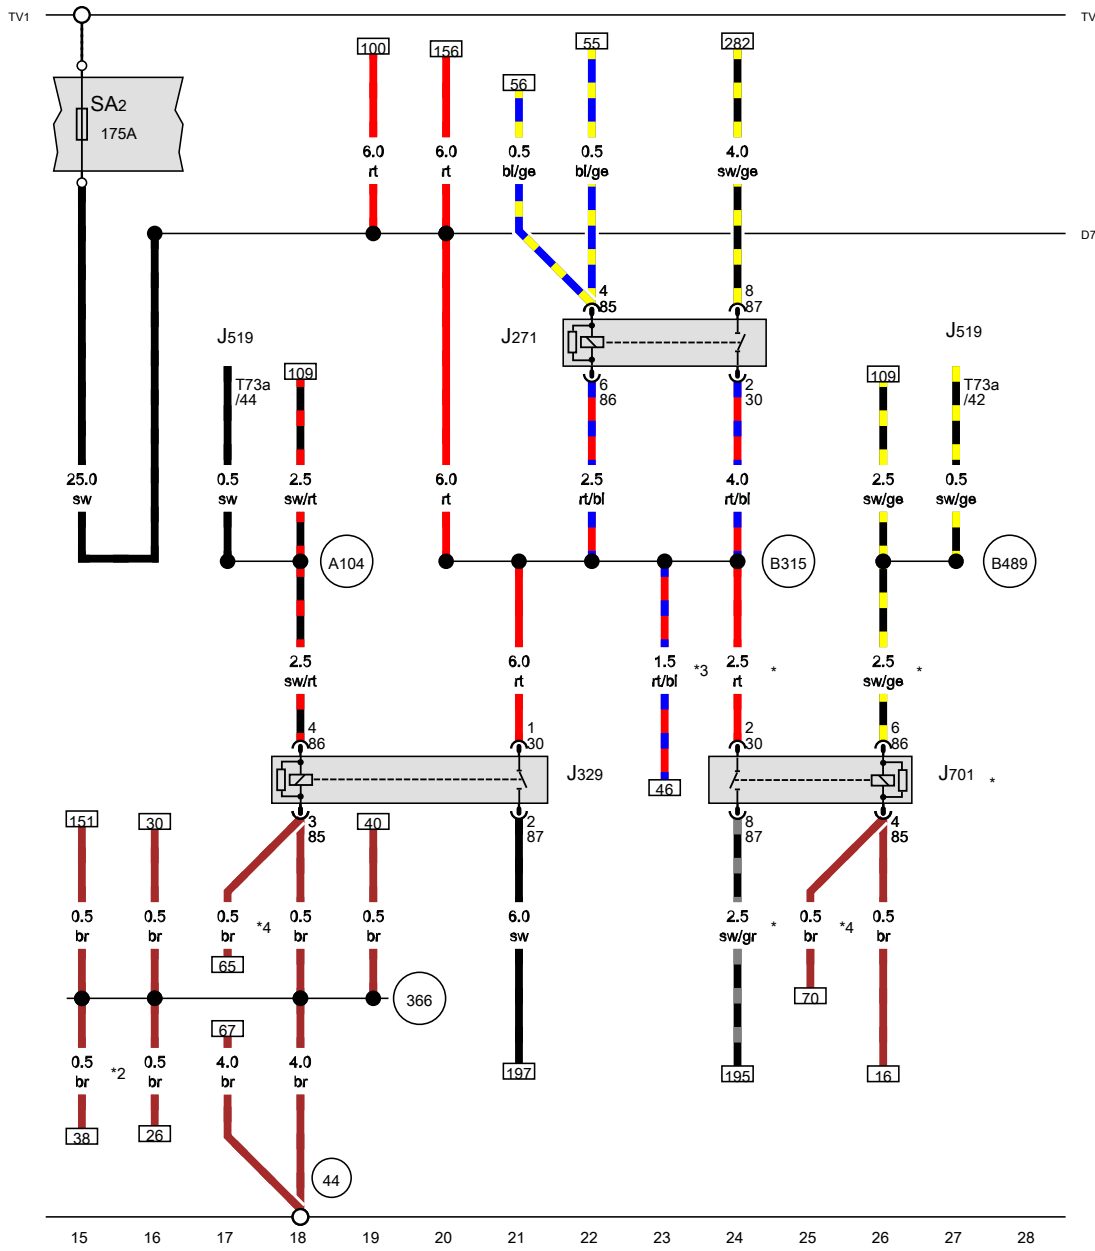 TV1
TV
100
156
55
282
56
SA2
175A
6.0
rt
6.0
rt
0.5
bl/ge
0.5
bl/ge
4.0
sw/ge
D7
4
85
8
87
J519
J271
J519
T73a
/44
109
6
86
2
30
109
T73a
/42
25.0
sw
0.5
sw
2.5
sw/rt
6.0
rt
2.5
rt/bl
4.0
rt/bl
2.5
sw/ge
0.5
sw/ge
A104
B315
B489
2.5
sw/rt
6.0
rt
1.5
rt/bl
*3
2.5
rt
*
2.5
sw/ge
*
4
86
1
30
2
30
6
86
J329
46
J701
*
151
30
3
85
40
2
87
8
87
4
85
0.5
br
0.5
br
0.5
br
*4
0.5
br
0.5
br
6.0
sw
2.5
sw/gr
*
0.5
br
*4
0.5
br
65
70
366
67
0.5
br
*2
0.5
br
4.0
br
4.0
br
197
195
16
38
26
44
15 16 17 18 19 20 21 22 23 24 25 26 27 28